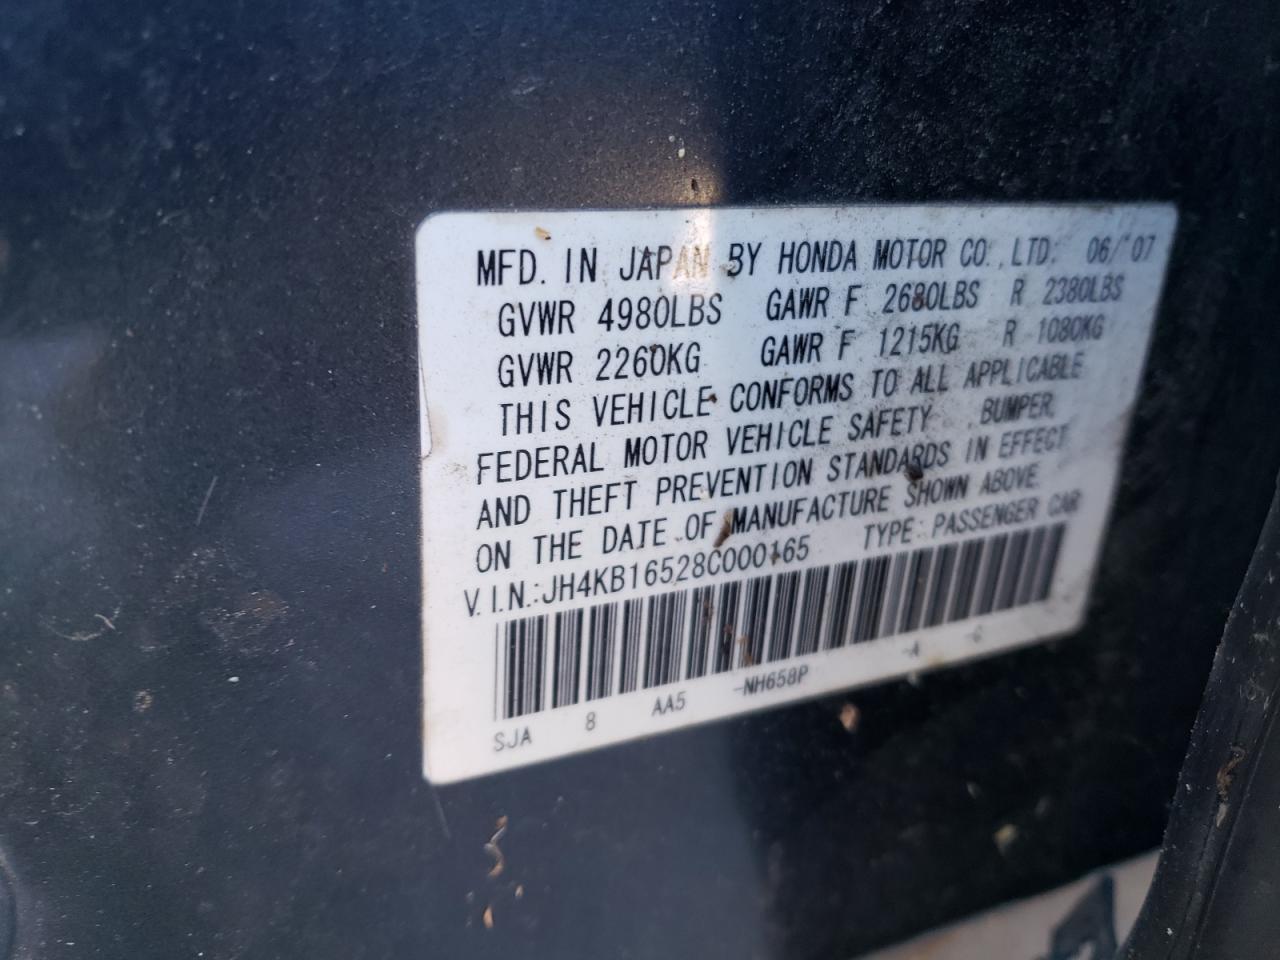 MFD. IN JAPAN BY HONDA MOTOR CO., LTD. 06/'07
GVWR 4980LBS GAWR F 2680LBS R 2380LBS
GVWR 2260KG GAWR F 1215KG R 1080KG
THIS VEHICLE CONFORMS TO ALL APPLICABLE
FEDERAL MOTOR VEHICLE SAFETY , BUMPER,
AND THEFT PREVENTION STANDARDS IN EFFECT
ON THE DATE OF MANUFACTURE SHOWN ABOVE.
V.I.N.:JH4KB16528C000165 TYPE: PASSENGER CAR
SJA 8 AA5 -NH658P -A -C